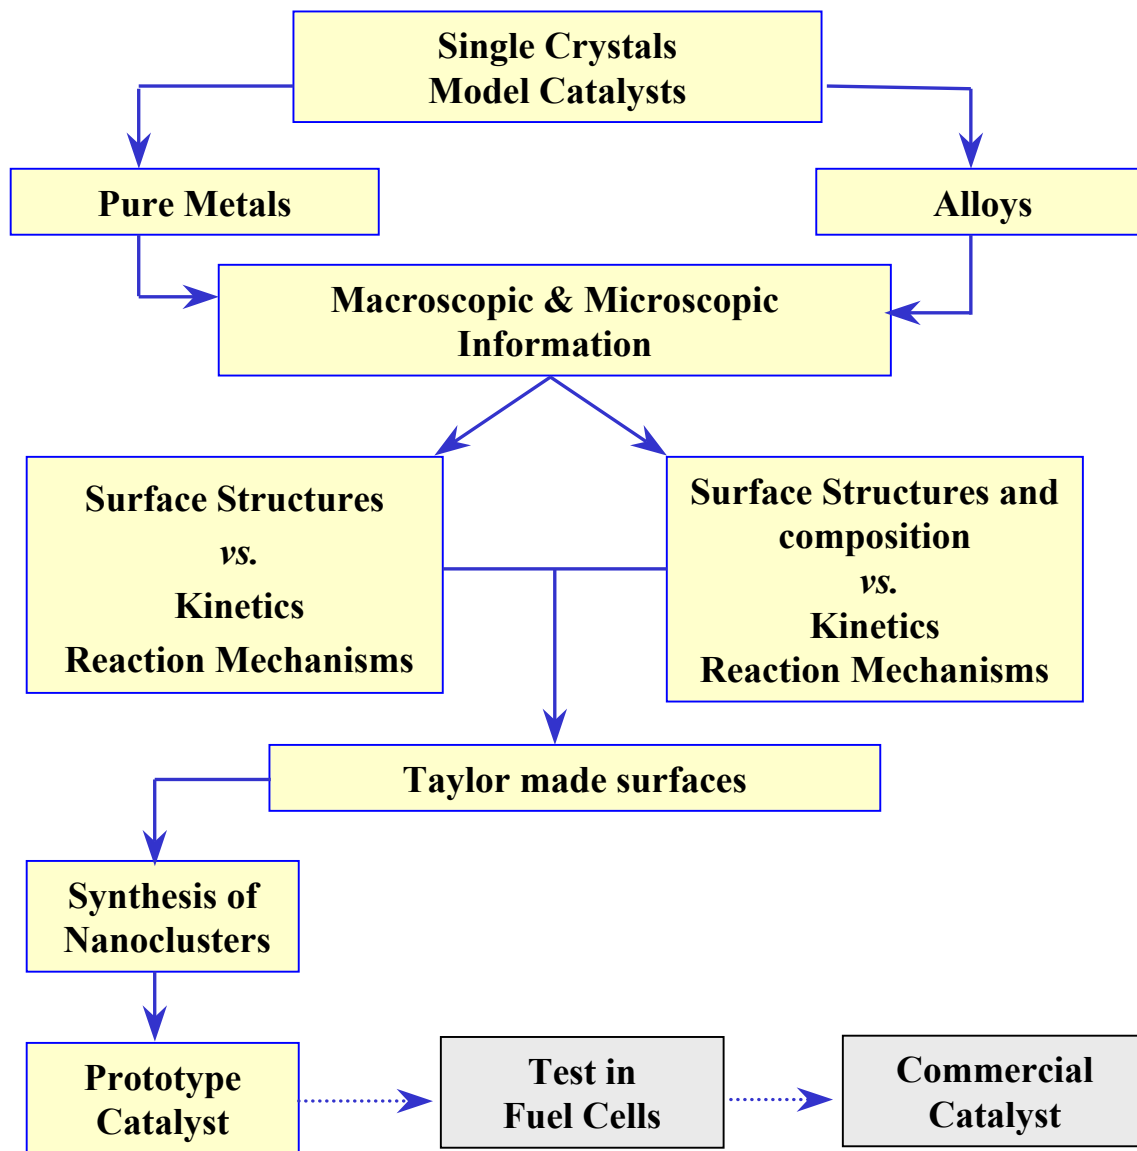 Single Crystals
Model Catalysts
Pure Metals
Alloys
Macroscopic & Microscopic
Information
Surface Structures
vs.
Kinetics
Reaction Mechanisms
Surface Structures and
composition
vs.
Kinetics
Reaction Mechanisms
Taylor made surfaces
Synthesis of
Nanoclusters
Prototype
Catalyst
Test in
Fuel Cells
Commercial
Catalyst